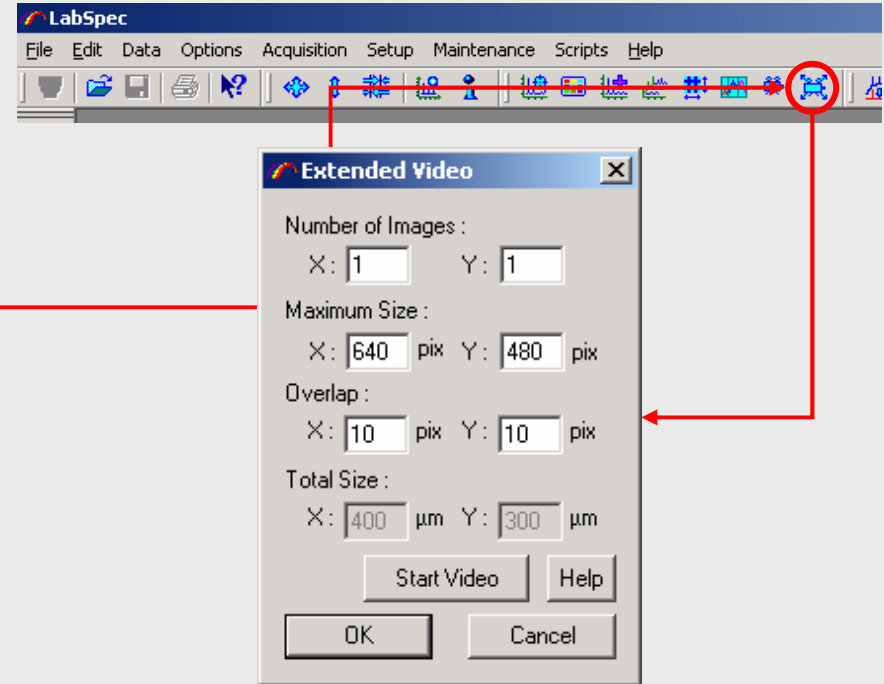 LabSpec
File Edit Data Options Acquisition Setup Maintenance Scripts Help
Extended Video
Number of Images :
X : 1 Y : 1
Maximum Size :
X : 640 pix Y : 480 pix
Overlap :
X : 10 pix Y : 10 pix
Total Size :
X : 400 µm Y : 300 µm
Start Video Help
OK Cancel